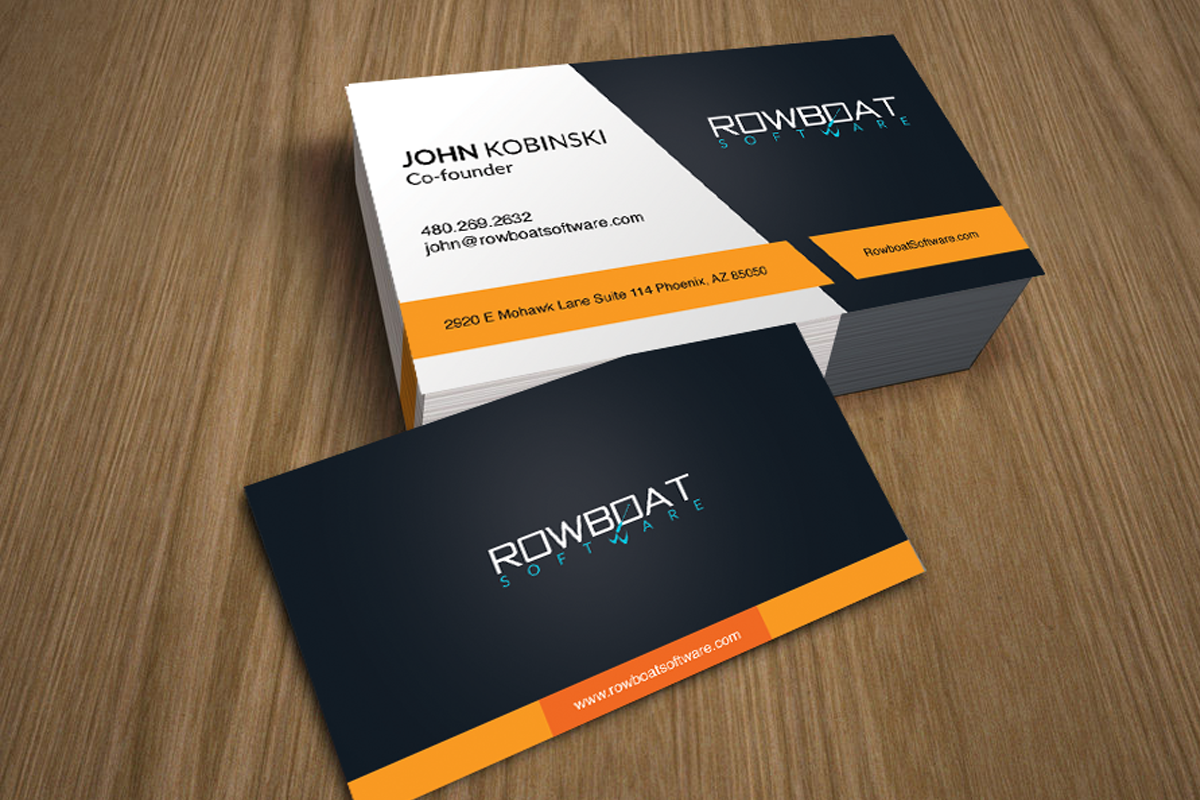 JOHN KOBINSKI
Co-founder
480.269.2632
john@rowboatsoftware.com
2920 E Mohawk Lane Suite 114 Phoenix, AZ 85050
ROWBOAT
SOFTWARE
RowboatSoftware.com
ROWBOAT
SOFTWARE
www.rowboatsoftware.com